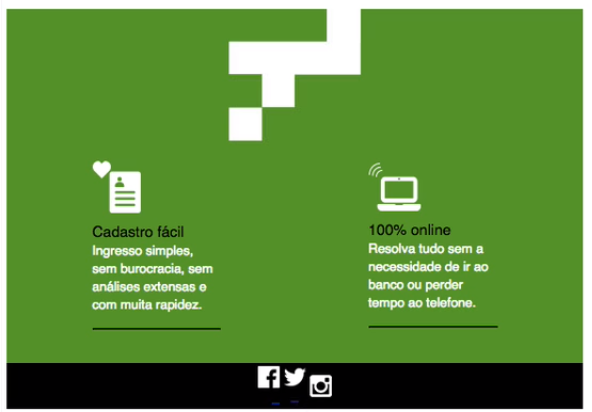 Cadastro fácil
Ingresso simples,
sem burocracia, sem
análises extensas e
com muita rapidez.
100% online
Resolva tudo sem a
necessidade de ir ao
banco ou perder
tempo ao telefone.